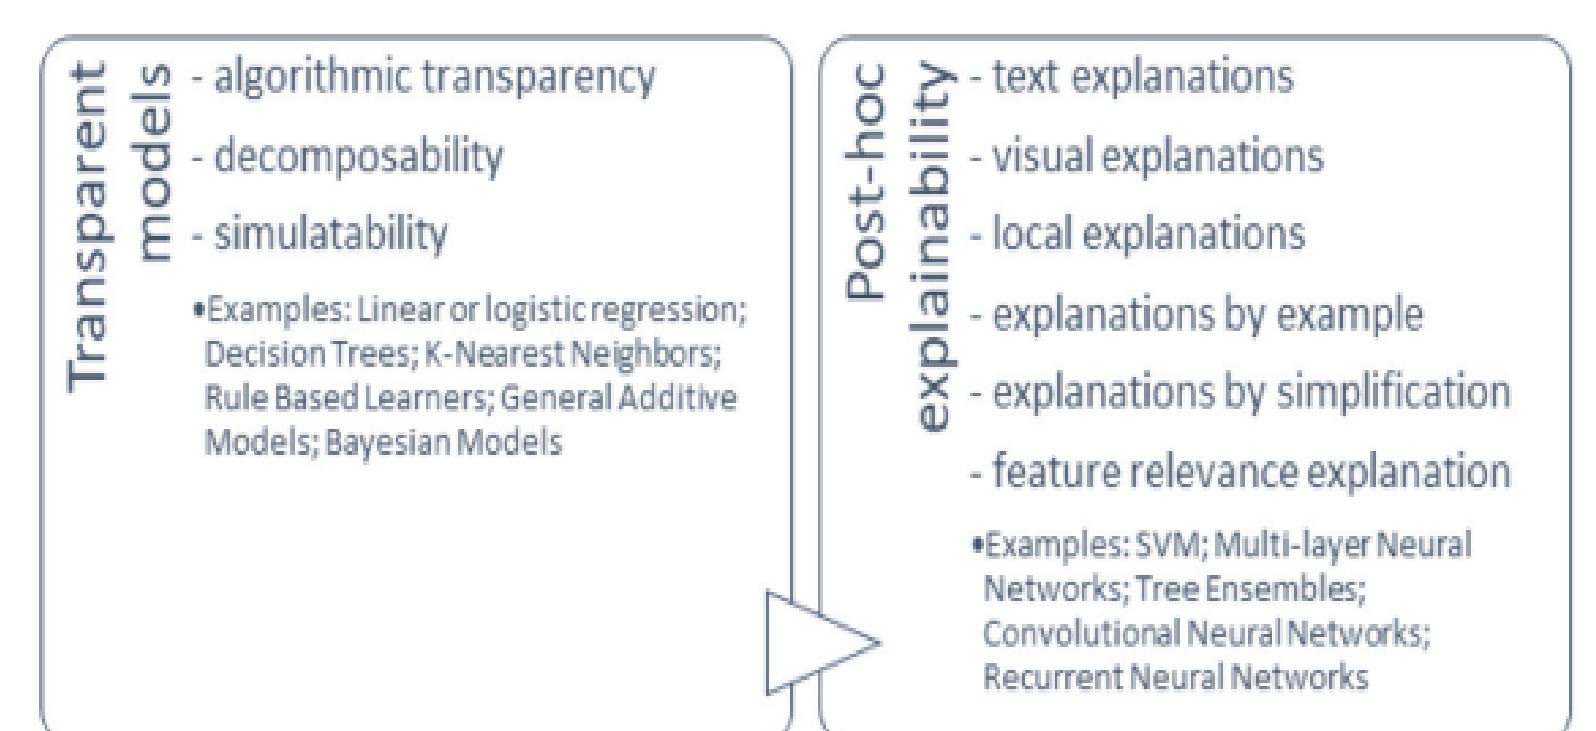 Transparent
models
- algorithmic transparency
- decomposability
- simulatability
•Examples: Linear or logistic regression;
Decision Trees; K-Nearest Neighbors;
Rule Based Learners; General Additive
Models; Bayesian Models
Post-hoc
explainability
- text explanations
- visual explanations
- local explanations
- explanations by example
- explanations by simplification
- feature relevance explanation
•Examples: SVM; Multi-layer Neural
Networks; Tree Ensembles;
Convolutional Neural Networks;
Recurrent Neural Networks